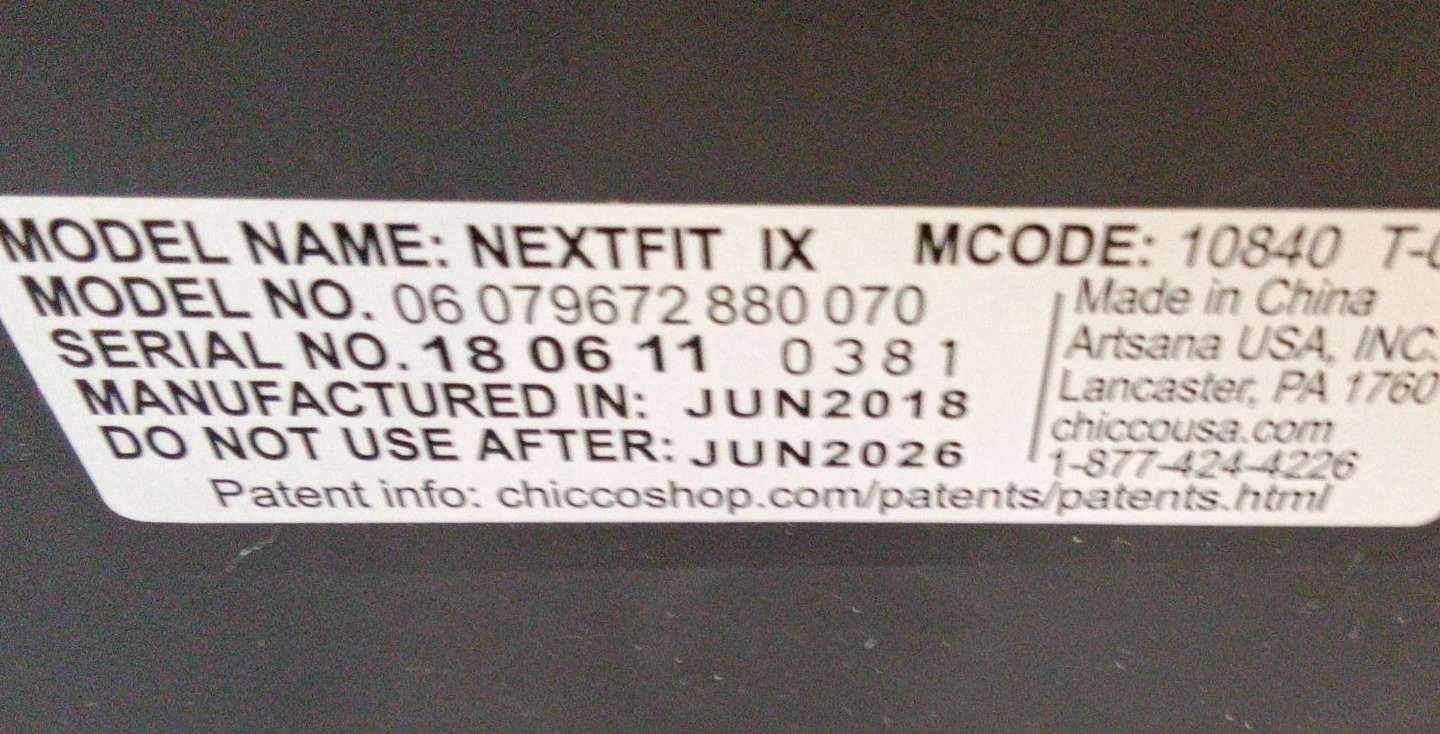 MODEL NAME: NEXTFIT IX MCODE: 10840
MODEL NO. 06 079672 880 070
SERIAL NO. 18 06 11 0381
MANUFACTURED IN: JUN2018
DO NOT USE AFTER: JUN2026
Made in China
Artsana USA, INC.
Lancaster, PA
chiccousa.com
1-877-424-4226
Patent info: chiccoshop.com/patents/patents.html